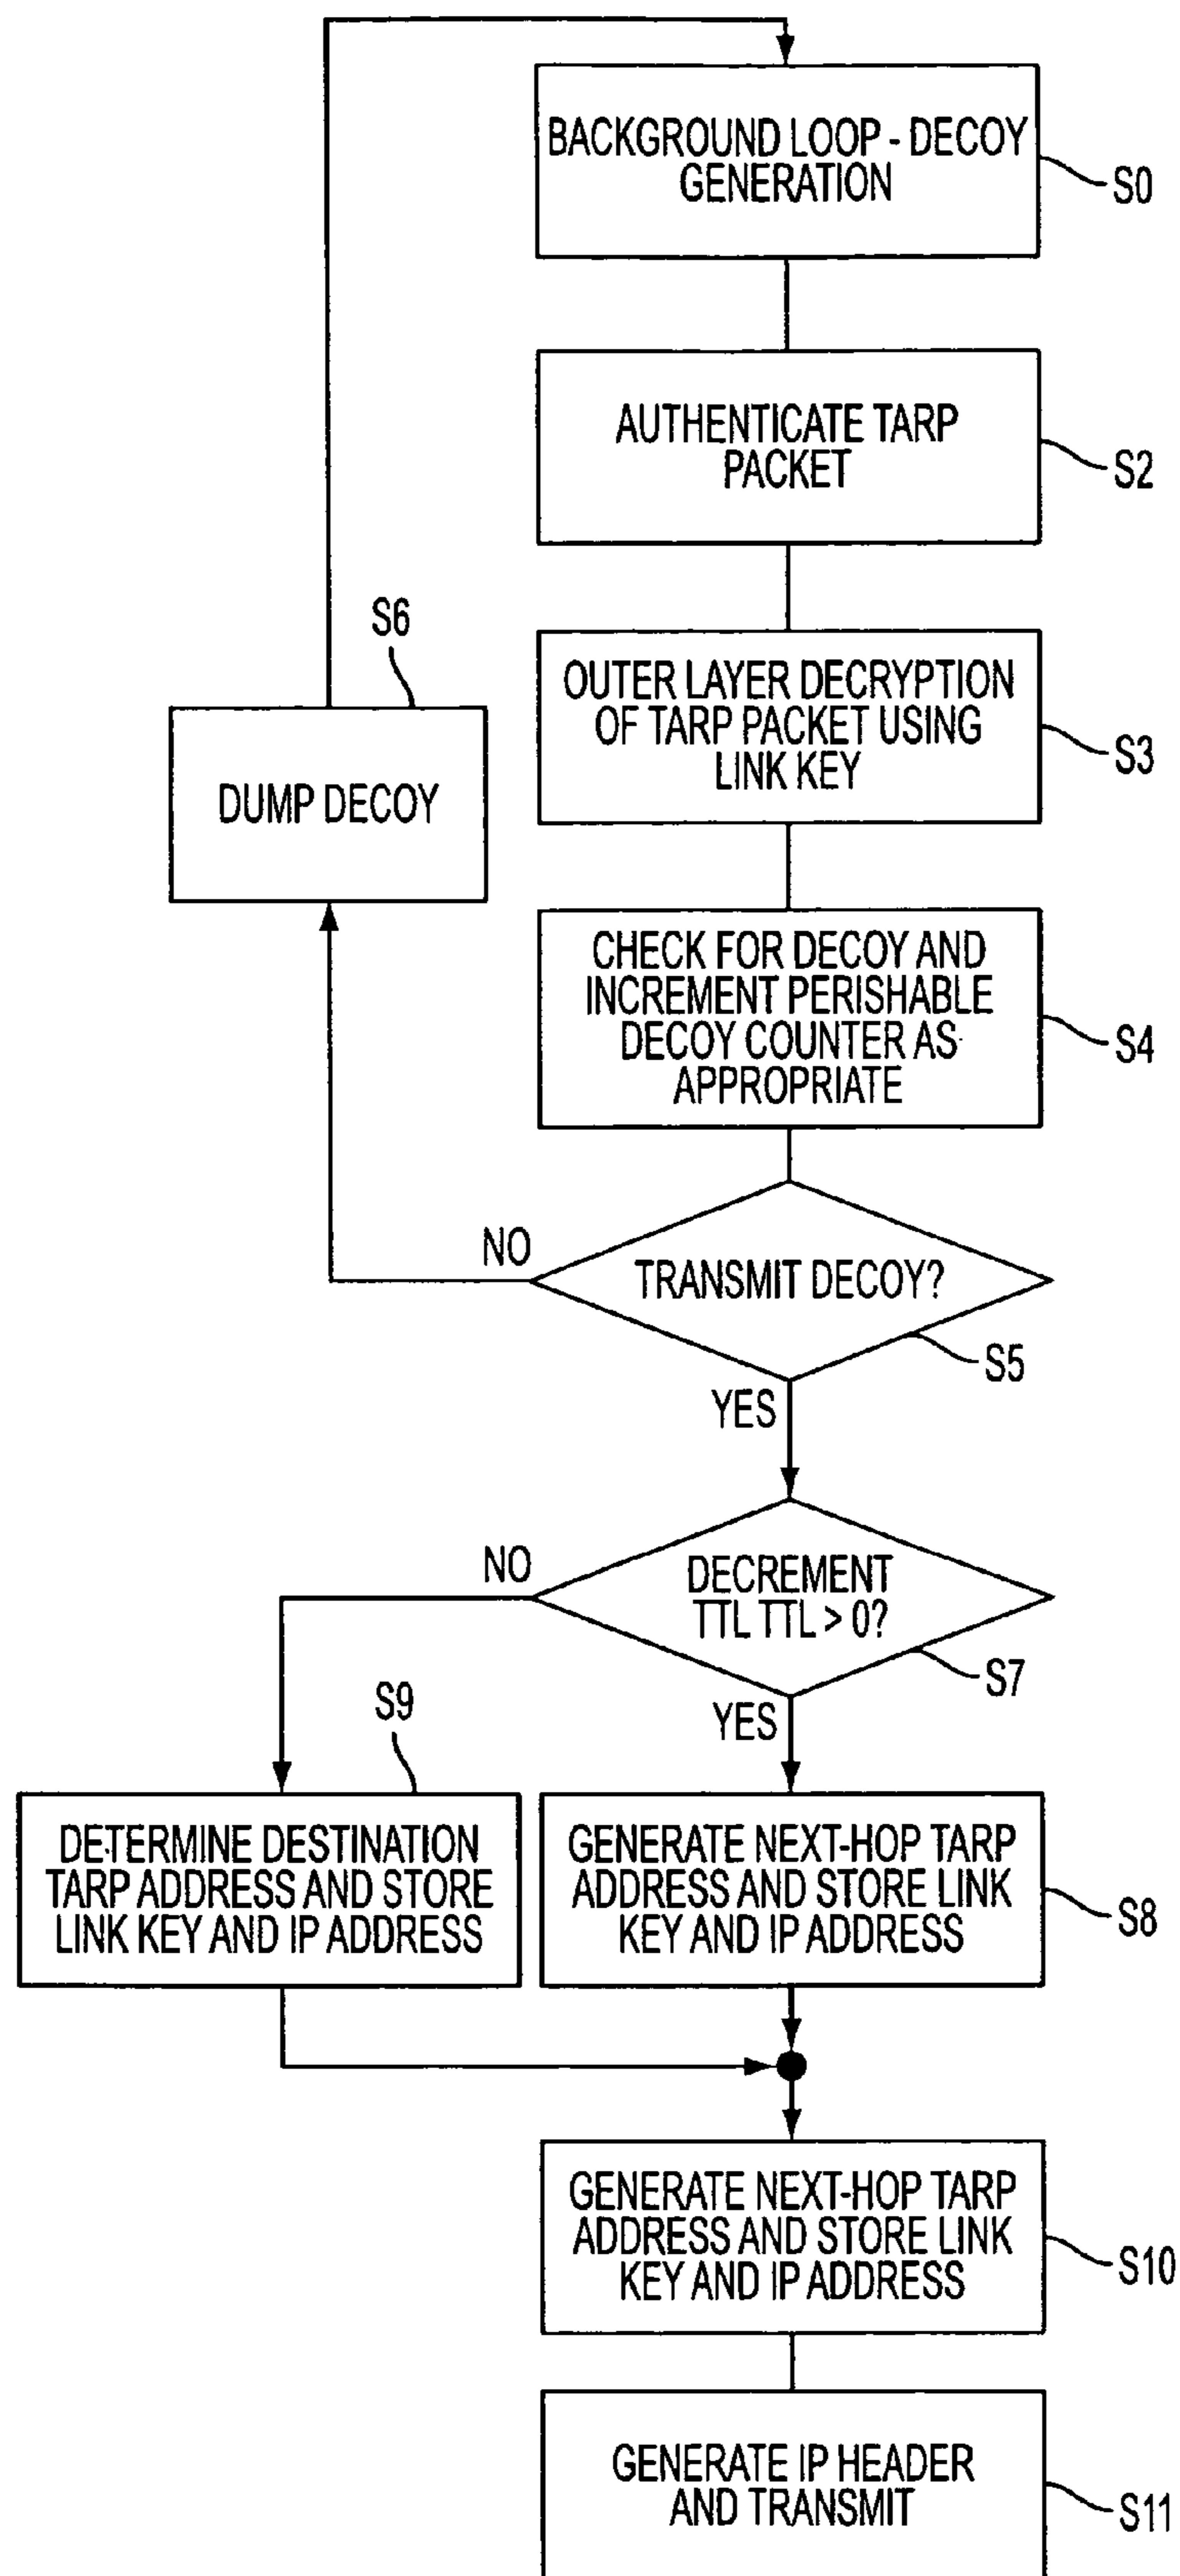 BACKGROUND LOOP - DECOY
GENERATION
S0
AUTHENTICATE TARP
PACKET
S2
OUTER LAYER DECRYPTION
OF TARP PACKET USING
LINK KEY
S3
S6
DUMP DECOY
CHECK FOR DECOY AND
INCREMENT PERISHABLE
DECOY COUNTER AS
APPROPRIATE
S4
NO
TRANSMIT DECOY?
S5
YES
NO
DECREMENT
TTL TTL > 0?
S7
YES
S9
DETERMINE DESTINATION
TARP ADDRESS AND STORE
LINK KEY AND IP ADDRESS
GENERATE NEXT-HOP TARP
ADDRESS AND STORE LINK
KEY AND IP ADDRESS
S8
GENERATE NEXT-HOP TARP
ADDRESS AND STORE LINK
KEY AND IP ADDRESS
S10
GENERATE IP HEADER
AND TRANSMIT
S11